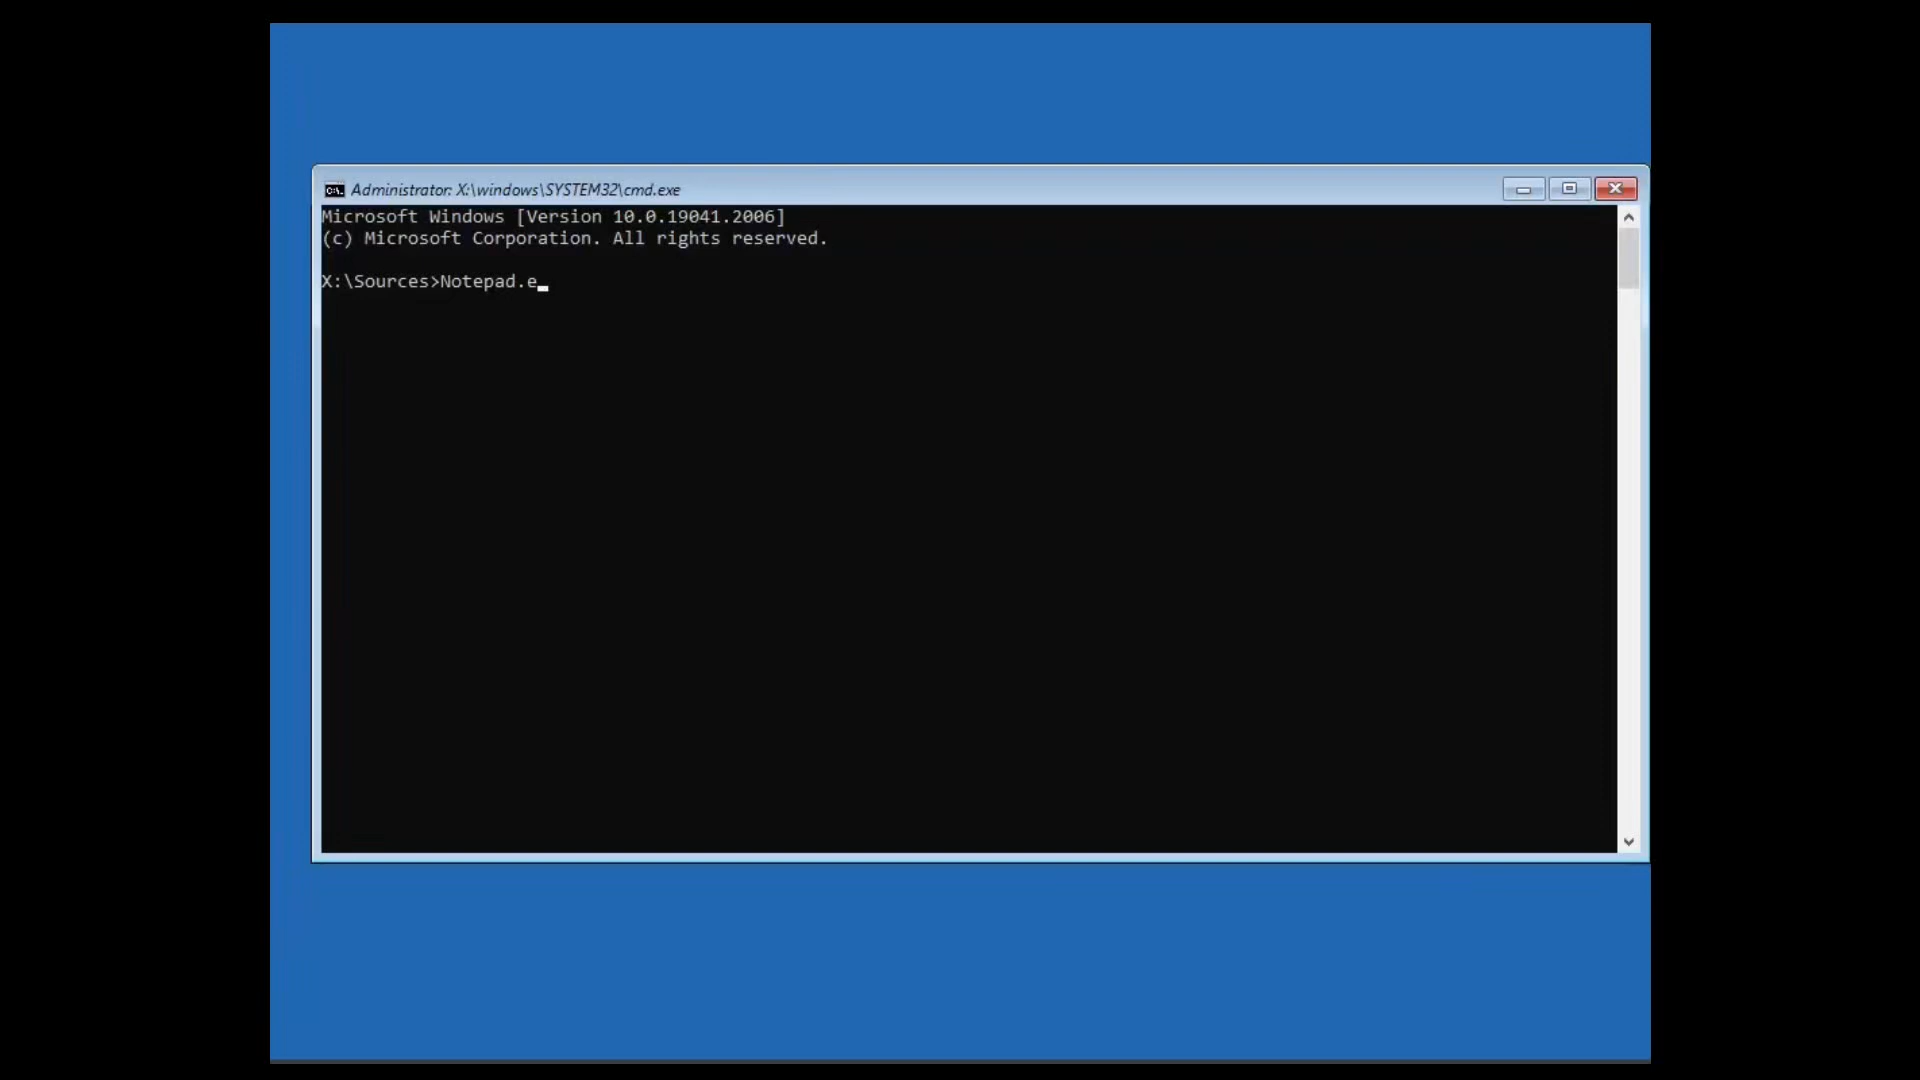 Administrator: X:\windows\SYSTEM32\cmd.exe
Microsoft Windows [Version 10.0.19041.2006]
(c) Microsoft Corporation. All rights reserved.
X:\Sources>Notepad.e